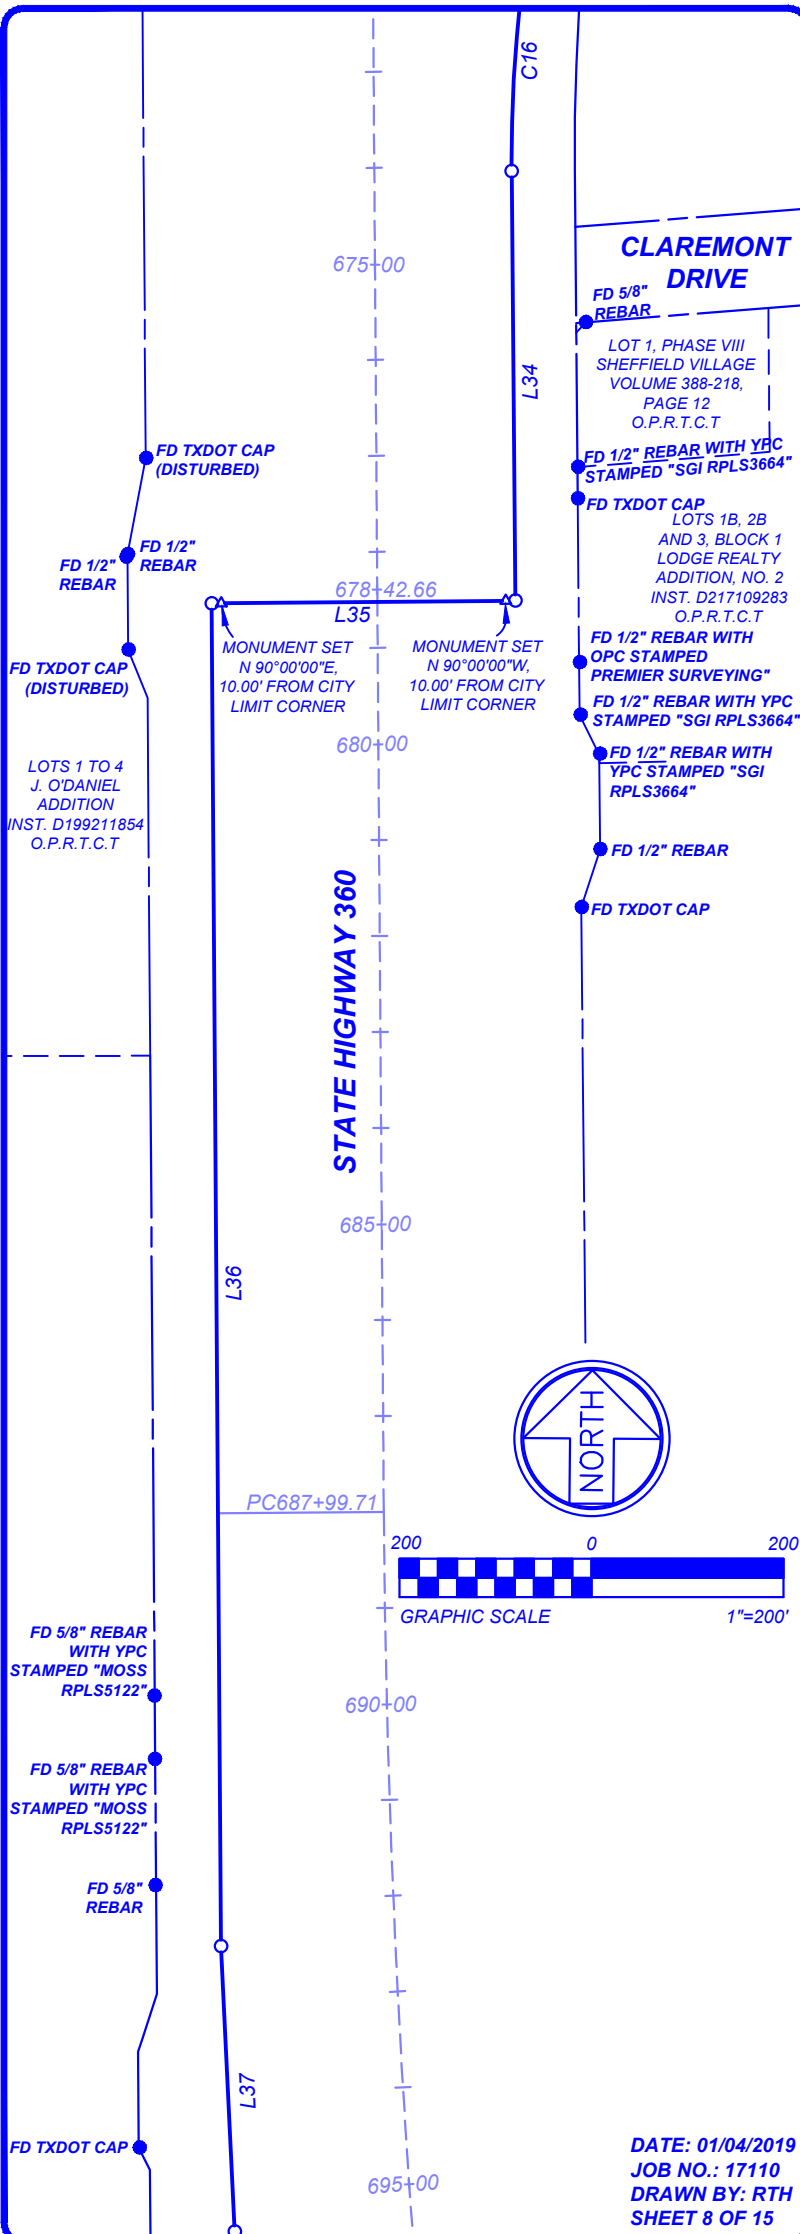 C16
675+00
CLAREMONT
DRIVE
FD 5/8"
REBAR
LOT 1, PHASE VIII
SHEFFIELD VILLAGE
VOLUME 388-218,
PAGE 12
O.P.R.T.C.T
L34
FD TXDOT CAP
(DISTURBED)
FD 1/2" REBAR WITH YPC
STAMPED "SGI RPLS3664"
FD TXDOT CAP
LOTS 1B, 2B
AND 3, BLOCK 1
LODGE REALTY
ADDITION, NO. 2
INST. D217109283
O.P.R.T.C.T
FD 1/2"
REBAR
FD 1/2"
REBAR
678+42.66
L35
MONUMENT SET
N 90°00'00"E,
10.00' FROM CITY
LIMIT CORNER
MONUMENT SET
N 90°00'00"W,
10.00' FROM CITY
LIMIT CORNER
FD TXDOT CAP
(DISTURBED)
FD 1/2" REBAR WITH
OPC STAMPED
PREMIER SURVEYING"
FD 1/2" REBAR WITH YPC
STAMPED "SGI RPLS3664"
680+00
FD 1/2" REBAR WITH
YPC STAMPED "SGI
RPLS3664"
LOTS 1 TO 4
J. O'DANIEL
ADDITION
INST. D199211854
O.P.R.T.C.T
FD 1/2" REBAR
FD TXDOT CAP
STATE HIGHWAY 360
685+00
L36
NORTH
PC687+99.71
200 0 200
GRAPHIC SCALE 1"=200'
FD 5/8" REBAR
WITH YPC
STAMPED "MOSS
RPLS5122"
690+00
FD 5/8" REBAR
WITH YPC
STAMPED "MOSS
RPLS5122"
FD 5/8"
REBAR
L37
FD TXDOT CAP
695+00
DATE: 01/04/2019
JOB NO.: 17110
DRAWN BY: RTH
SHEET 8 OF 15